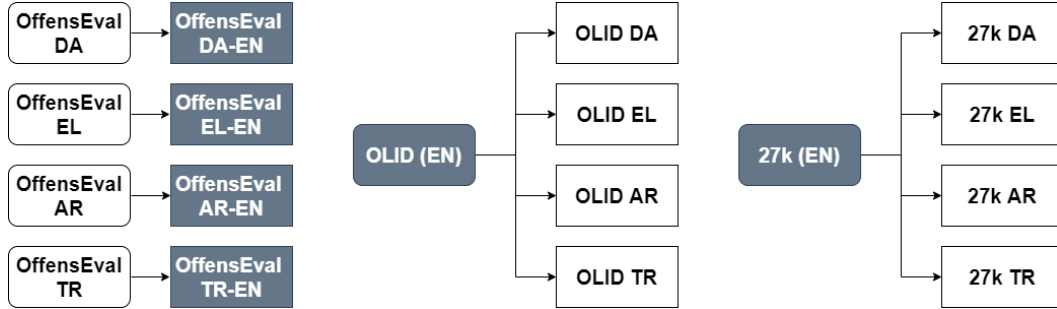 OffensEval
DA
OffensEval
DA-EN
OffensEval
EL
OffensEval
EL-EN
OffensEval
AR
OffensEval
AR-EN
OffensEval
TR
OffensEval
TR-EN
OLID (EN)
OLID DA
OLID EL
OLID AR
OLID TR
27k (EN)
27k DA
27k EL
27k AR
27k TR